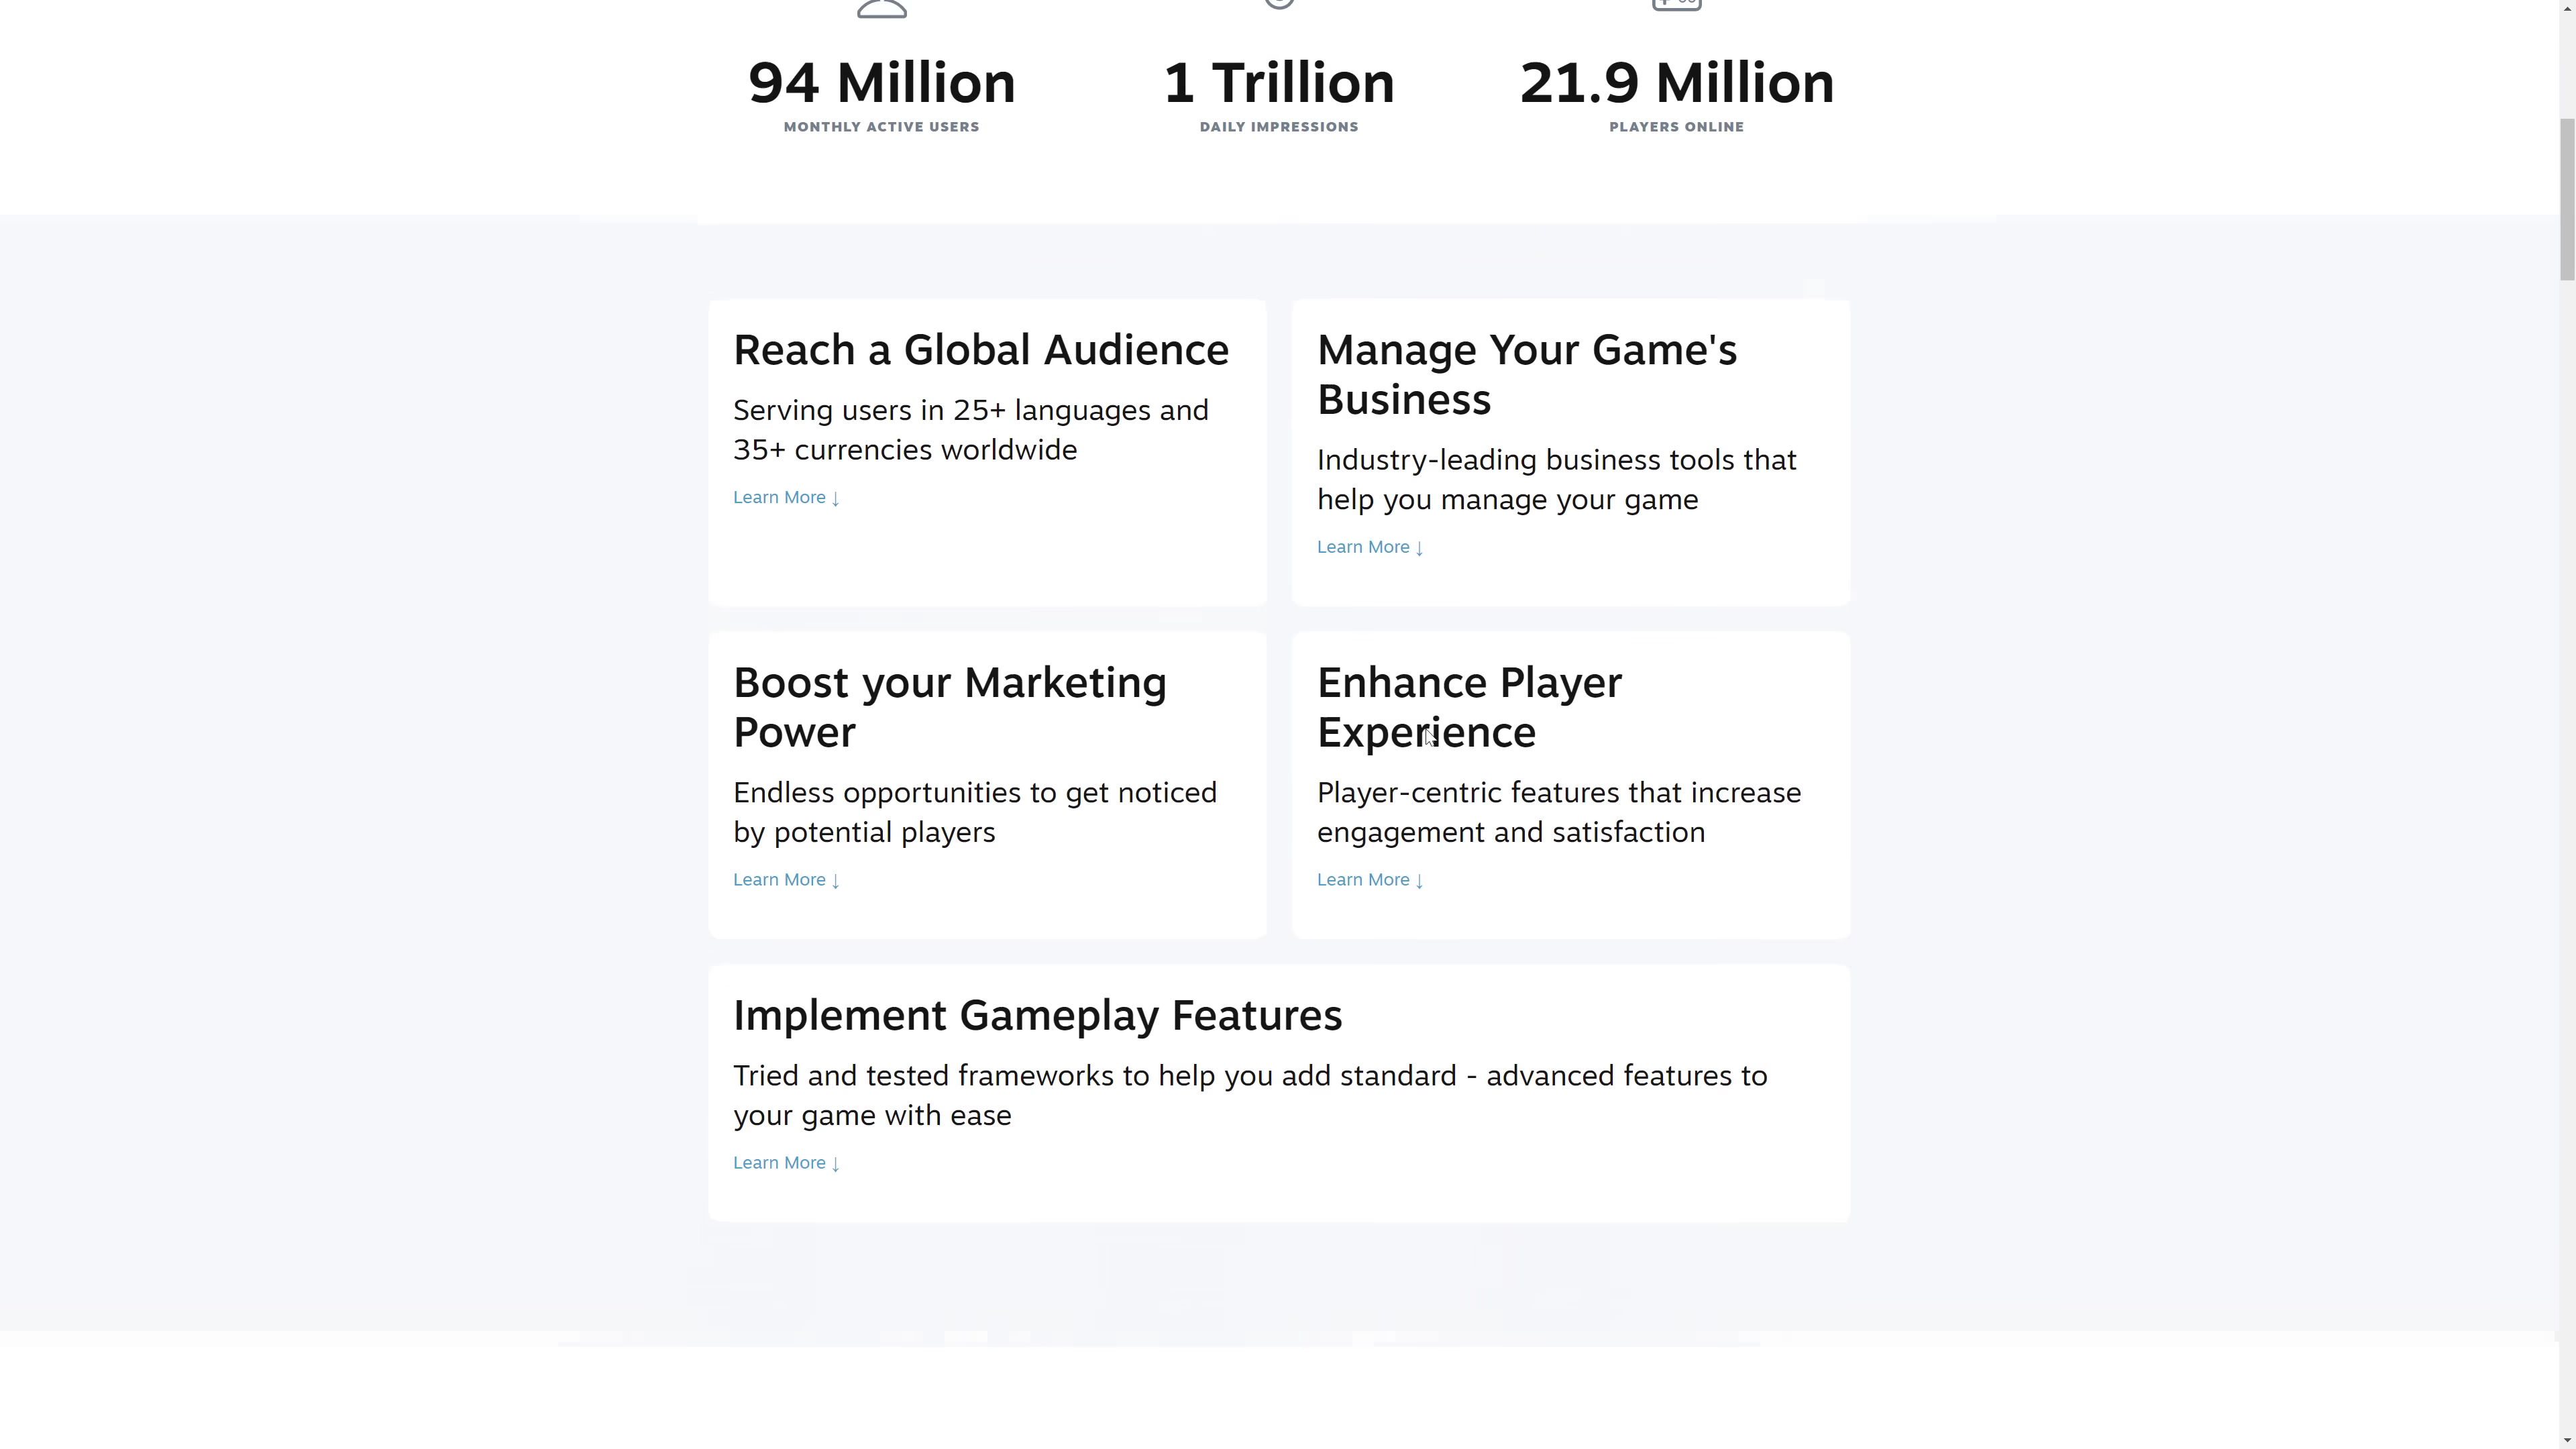 94 Million
MONTHLY ACTIVE USERS
1 Trillion
DAILY IMPRESSIONS
21.9 Million
PLAYERS ONLINE
Reach a Global Audience
Serving users in 25+ languages and
35+ currencies worldwide
Learn More ↓
Manage Your Game's
Business
Industry-leading business tools that
help you manage your game
Learn More ↓
Boost your Marketing
Power
Endless opportunities to get noticed
by potential players
Learn More ↓
Enhance Player
Experience
Player-centric features that increase
engagement and satisfaction
Learn More ↓
Implement Gameplay Features
Tried and tested frameworks to help you add standard - advanced features to
your game with ease
Learn More ↓